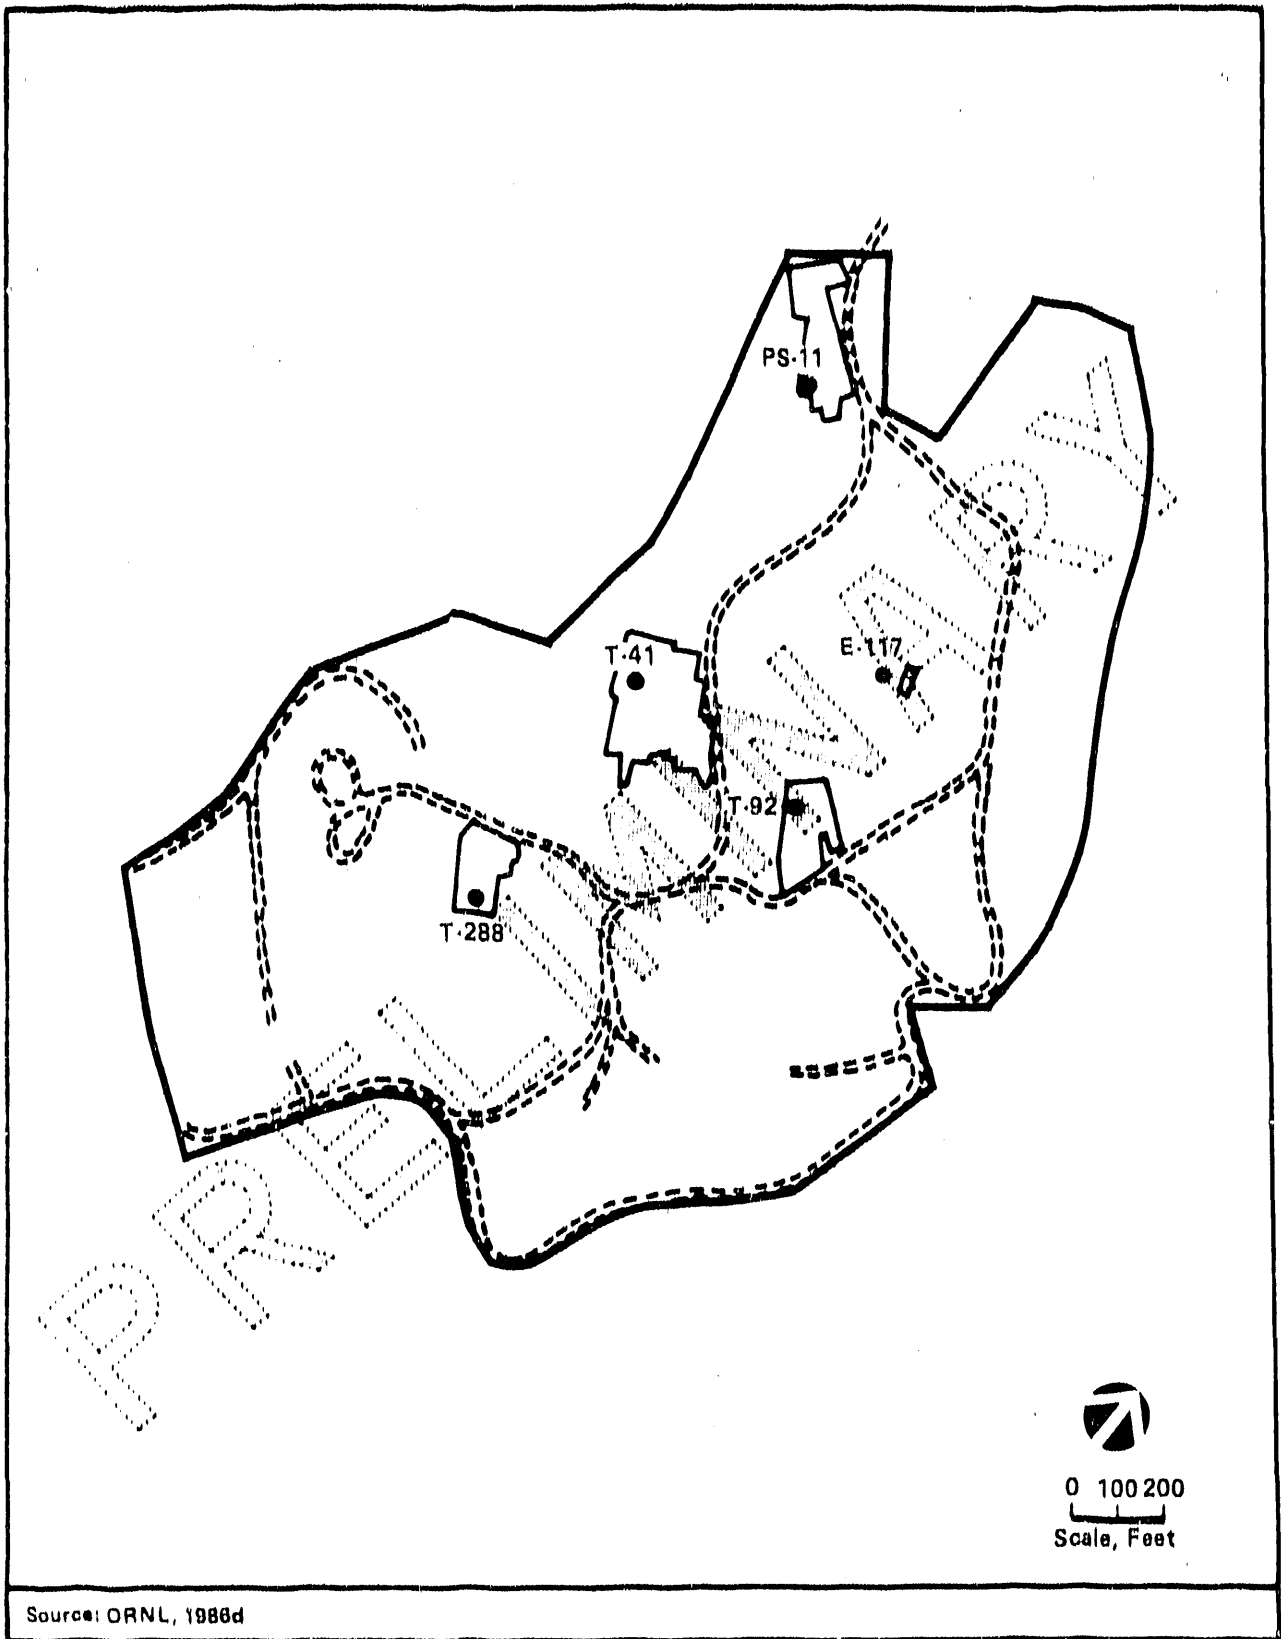 PS-11
T-41
E-117
T-92
T-288
PRELIMINARY
0 100 200
Scale, Feet
Source: ORNL, 1986d